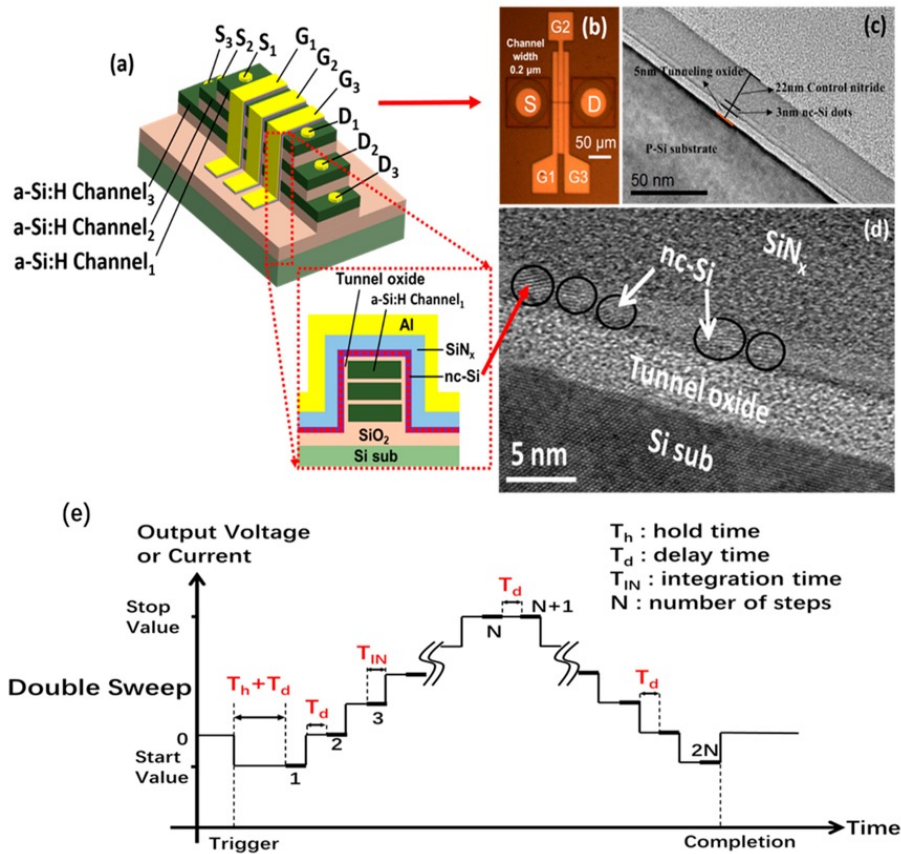 (a)
S3 S2 S1
G1
G2
G3
D1
D2
D3
a-Si:H Channel3
a-Si:H Channel2
a-Si:H Channel1
Tunnel oxide
a-Si:H Channel1
Al
SiNx
nc-Si
SiO2
Si sub
(b)
G2
Channel
width
0.2 μm
S
D
50 μm
G1
G3
(c)
5nm Tunneling oxide
22nm Control nitride
3nm nc-Si dots
P-Si substrate
50 nm
(d)
SiNx
nc-Si
Tunnel oxide
Si sub
5 nm
(e)
Output Voltage
or Current
Th : hold time
Td : delay time
TIN : integration time
N : number of steps
Stop
Value
Td
N+1
N
TIN
Double Sweep
Th+Td
Td
Td
3
0
2
Start
Value
1
2N
Time
Trigger
Completion